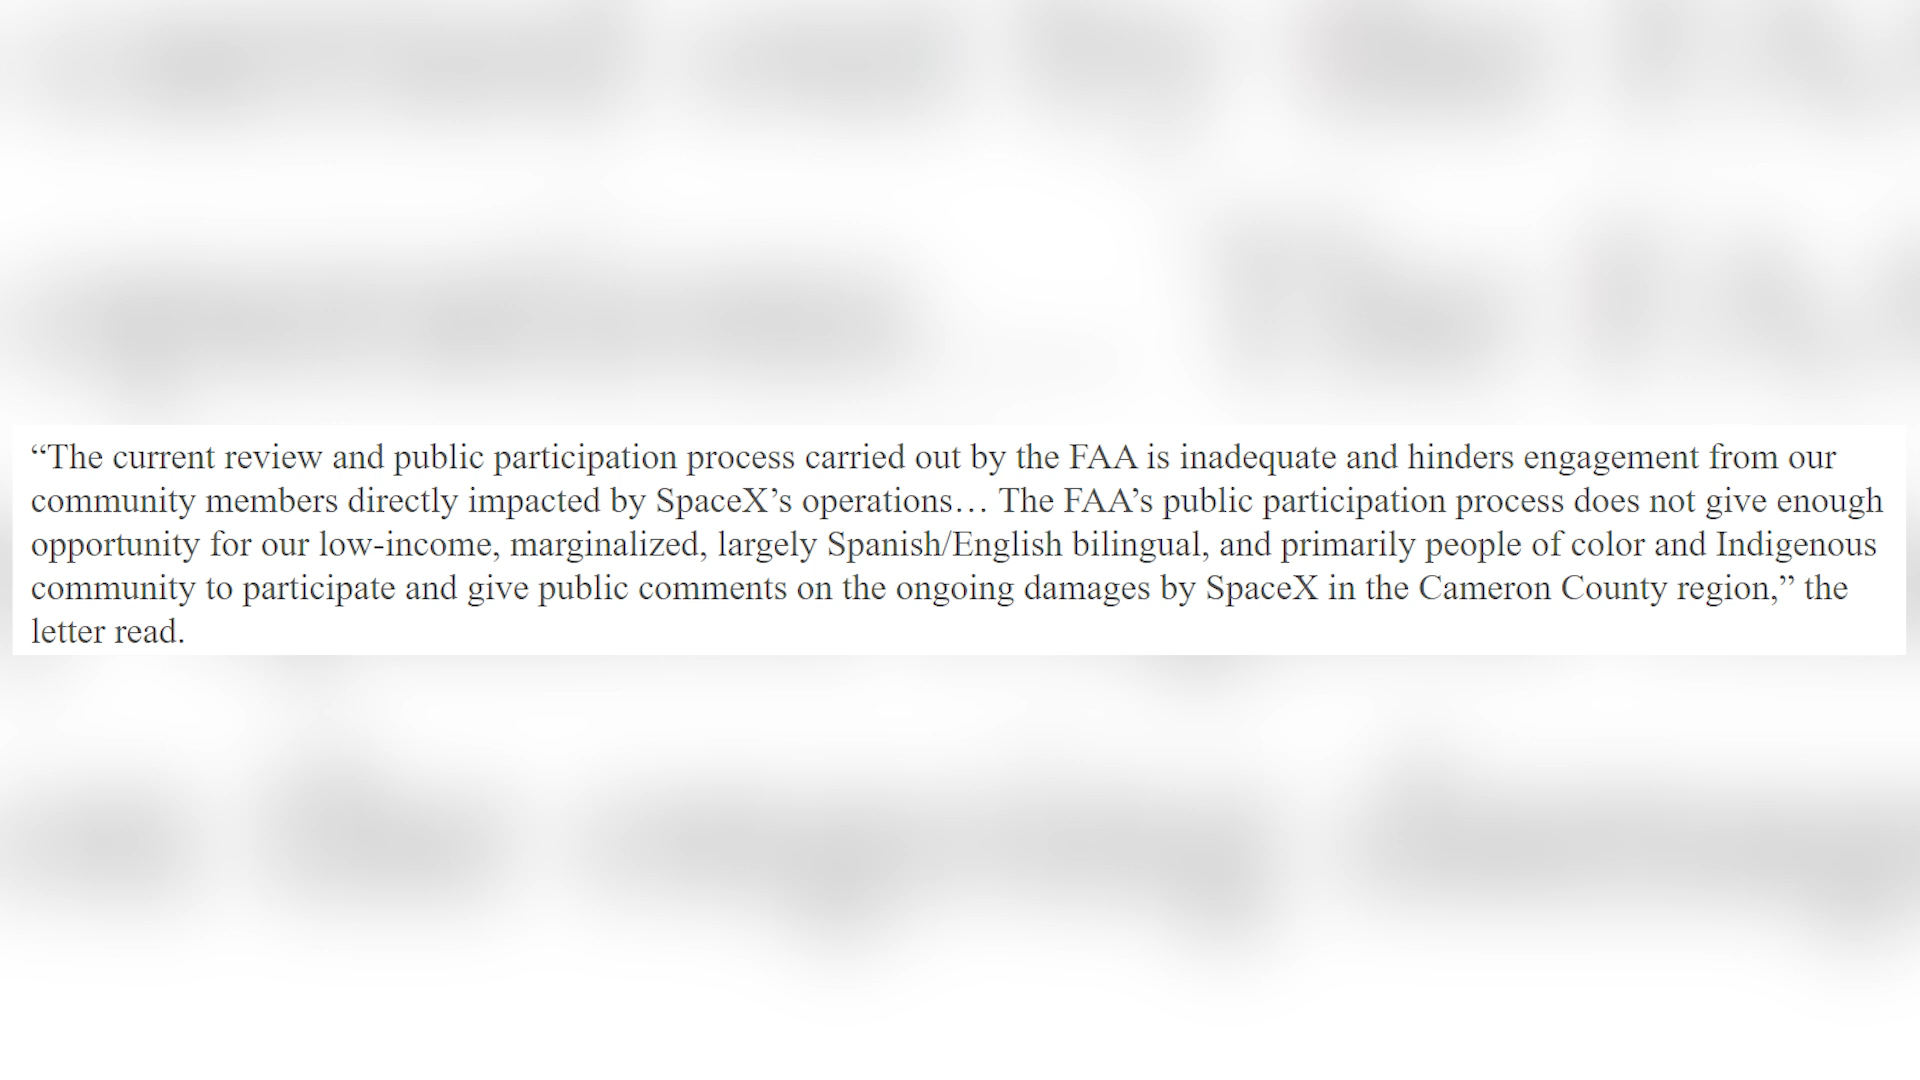 “The current review and public participation process carried out by the FAA is inadequate and hinders engagement from our
community members directly impacted by SpaceX’s operations… The FAA’s public participation process does not give enough
opportunity for our low-income, marginalized, largely Spanish/English bilingual, and primarily people of color and Indigenous
community to participate and give public comments on the ongoing damages by SpaceX in the Cameron County region,” the
letter read.